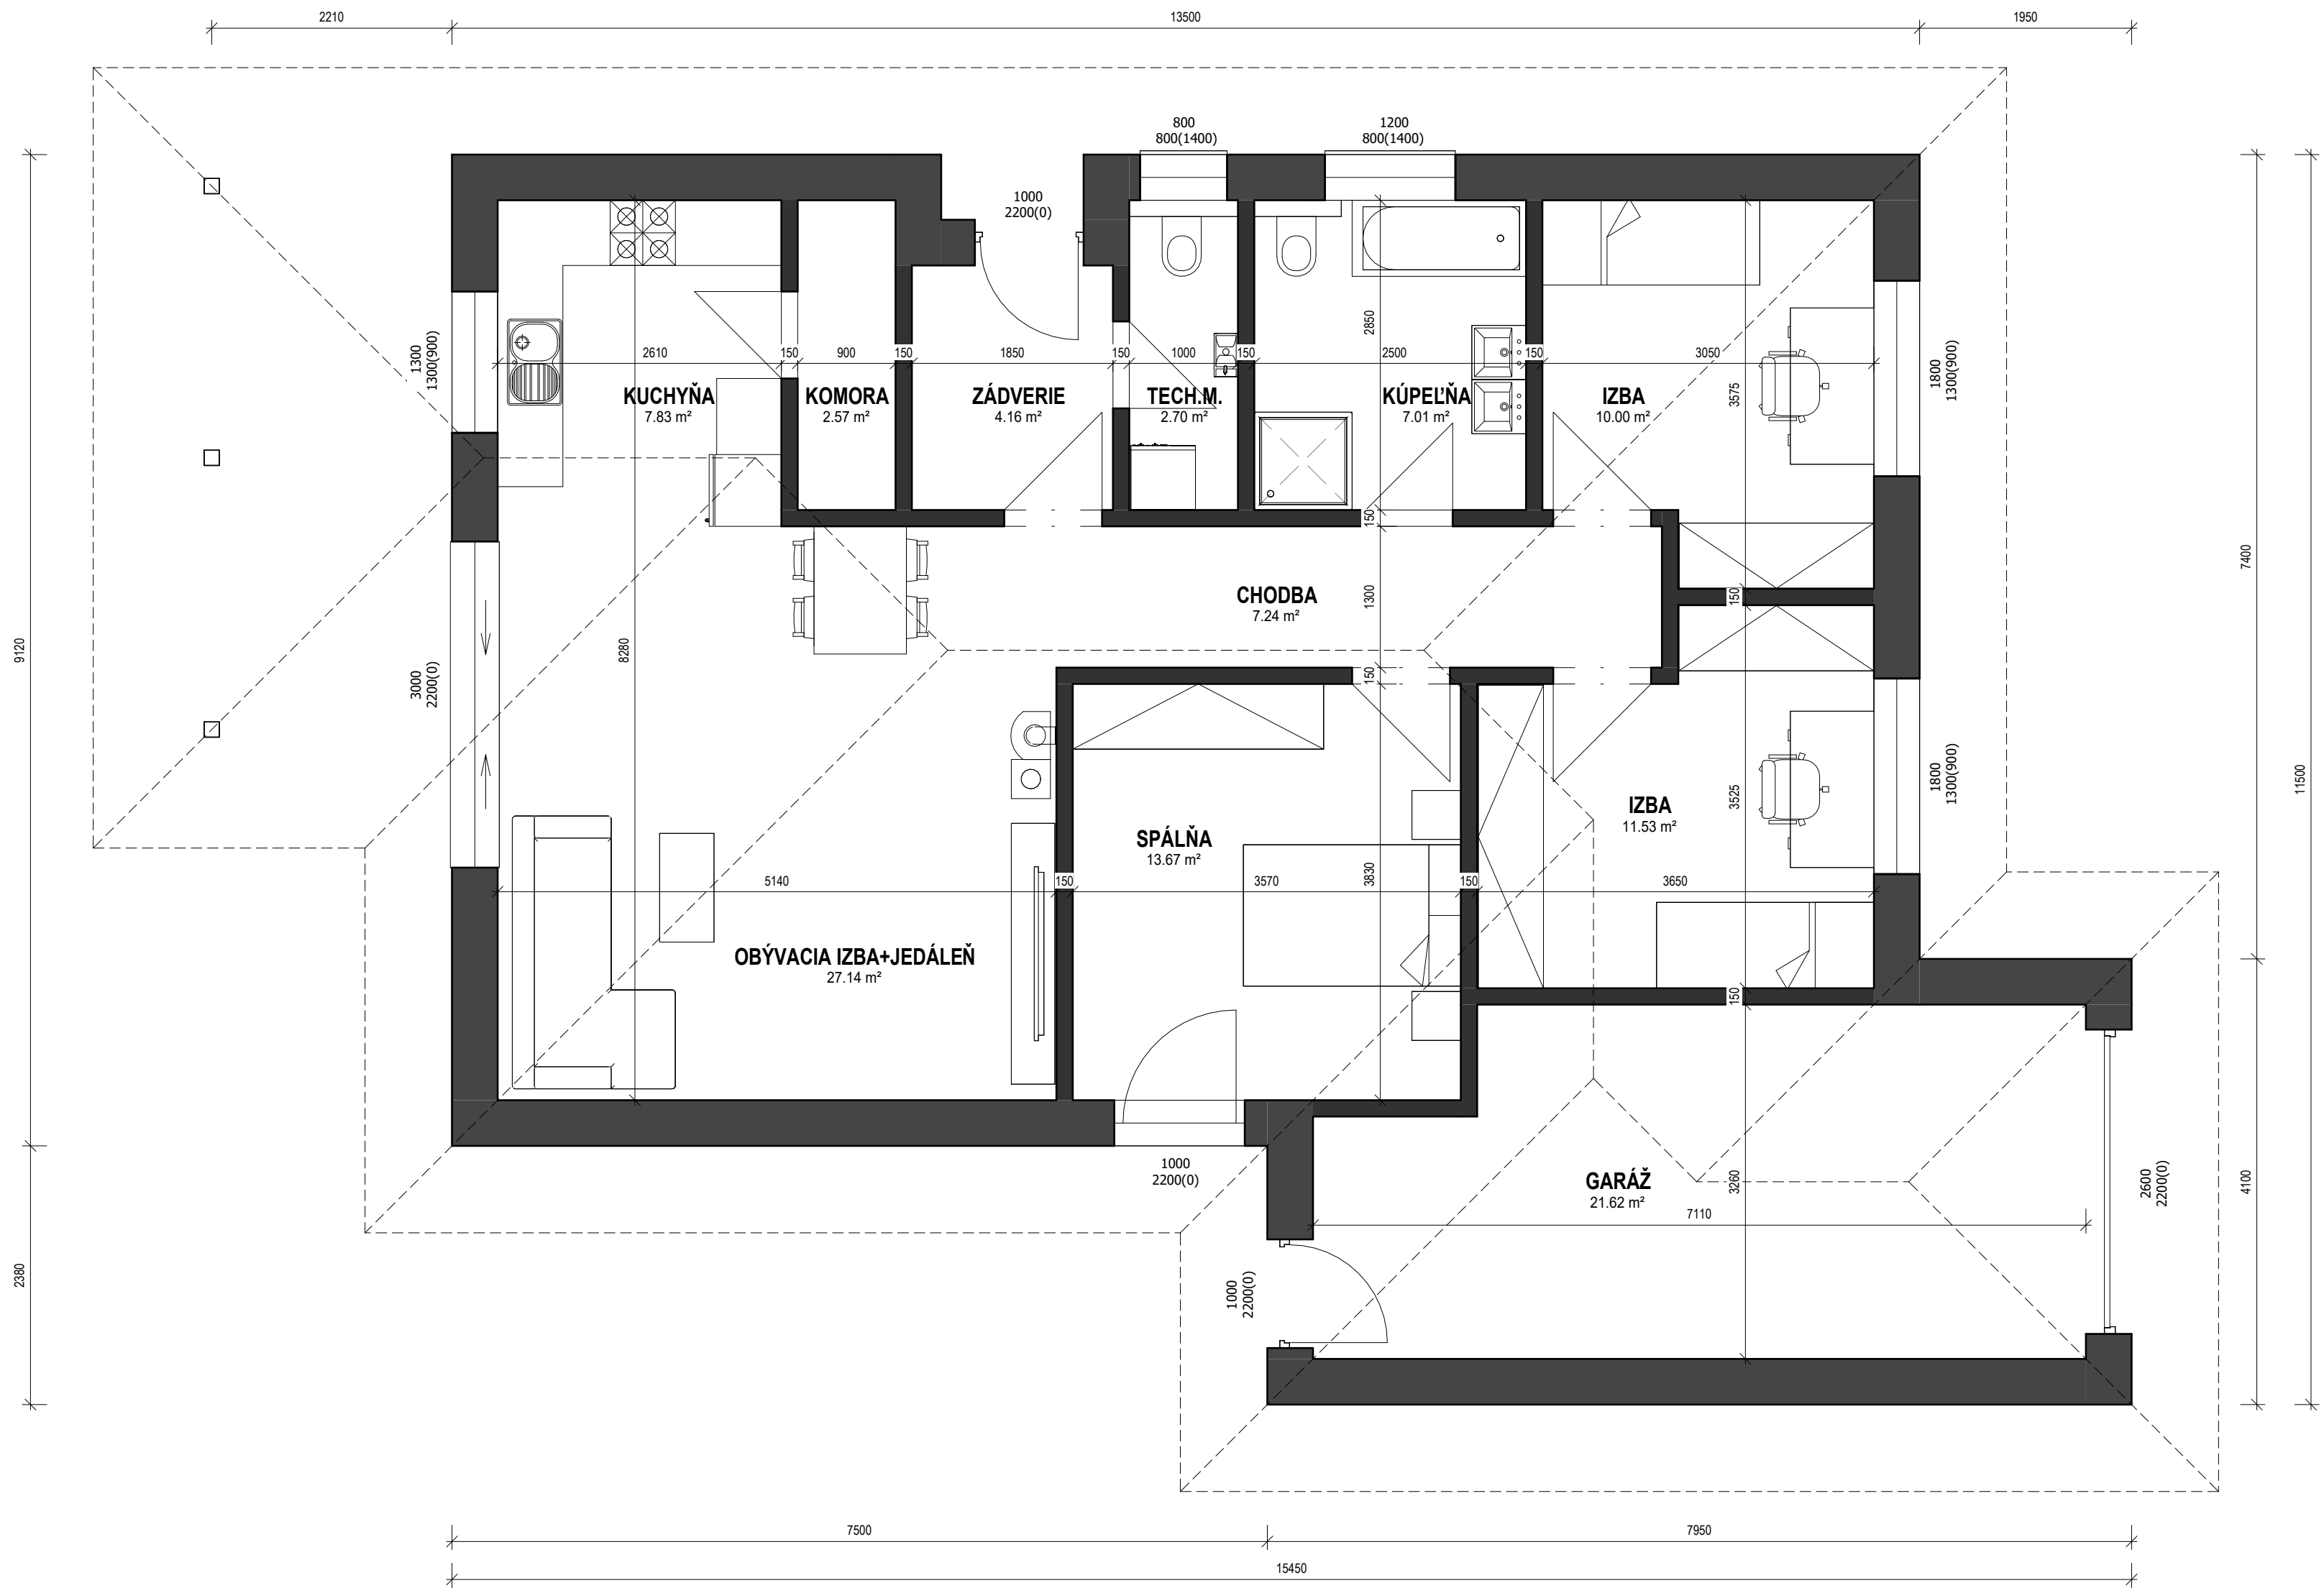 2210
13500
1950
800
800(1400)
1200
800(1400)
1000
2200(0)
1300
1300(900)
2610
150
900
150
1850
150
1000
150
2500
150
3050
2850
3575
KUCHYŇA
7.83 m²
KOMORA
2.57 m²
ZÁDVERIE
4.16 m²
TECH.M.
2.70 m²
KÚPEĽŇA
7.01 m²
IZBA
10.00 m²
1800
1300(900)
150
7400
CHODBA
7.24 m²
1300
150
9120
8280
3000
2200(0)
150
11500
IZBA
11.53 m²
3525
1800
1300(900)
SPÁLŇA
13.67 m²
5140
150
3570
3830
150
3650
OBÝVACIA IZBA+JEDÁLEŇ
27.14 m²
150
1000
2200(0)
GARÁŽ
21.62 m²
3260
7110
2600
2200(0)
4100
2380
1000
2200(0)
7500
7950
15450